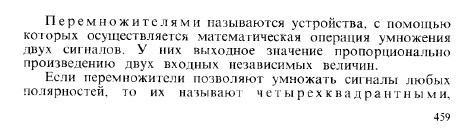 Перемножителями называются устройства, с помощью
которых осуществляется математическая операция умножения
двух сигналов. У них выходное значение пропорционально
произведению двух входных независимых величин.
Если перемножители позволяют умножать сигналы любых
полярностей, то их называют четырехквадрантными,
459